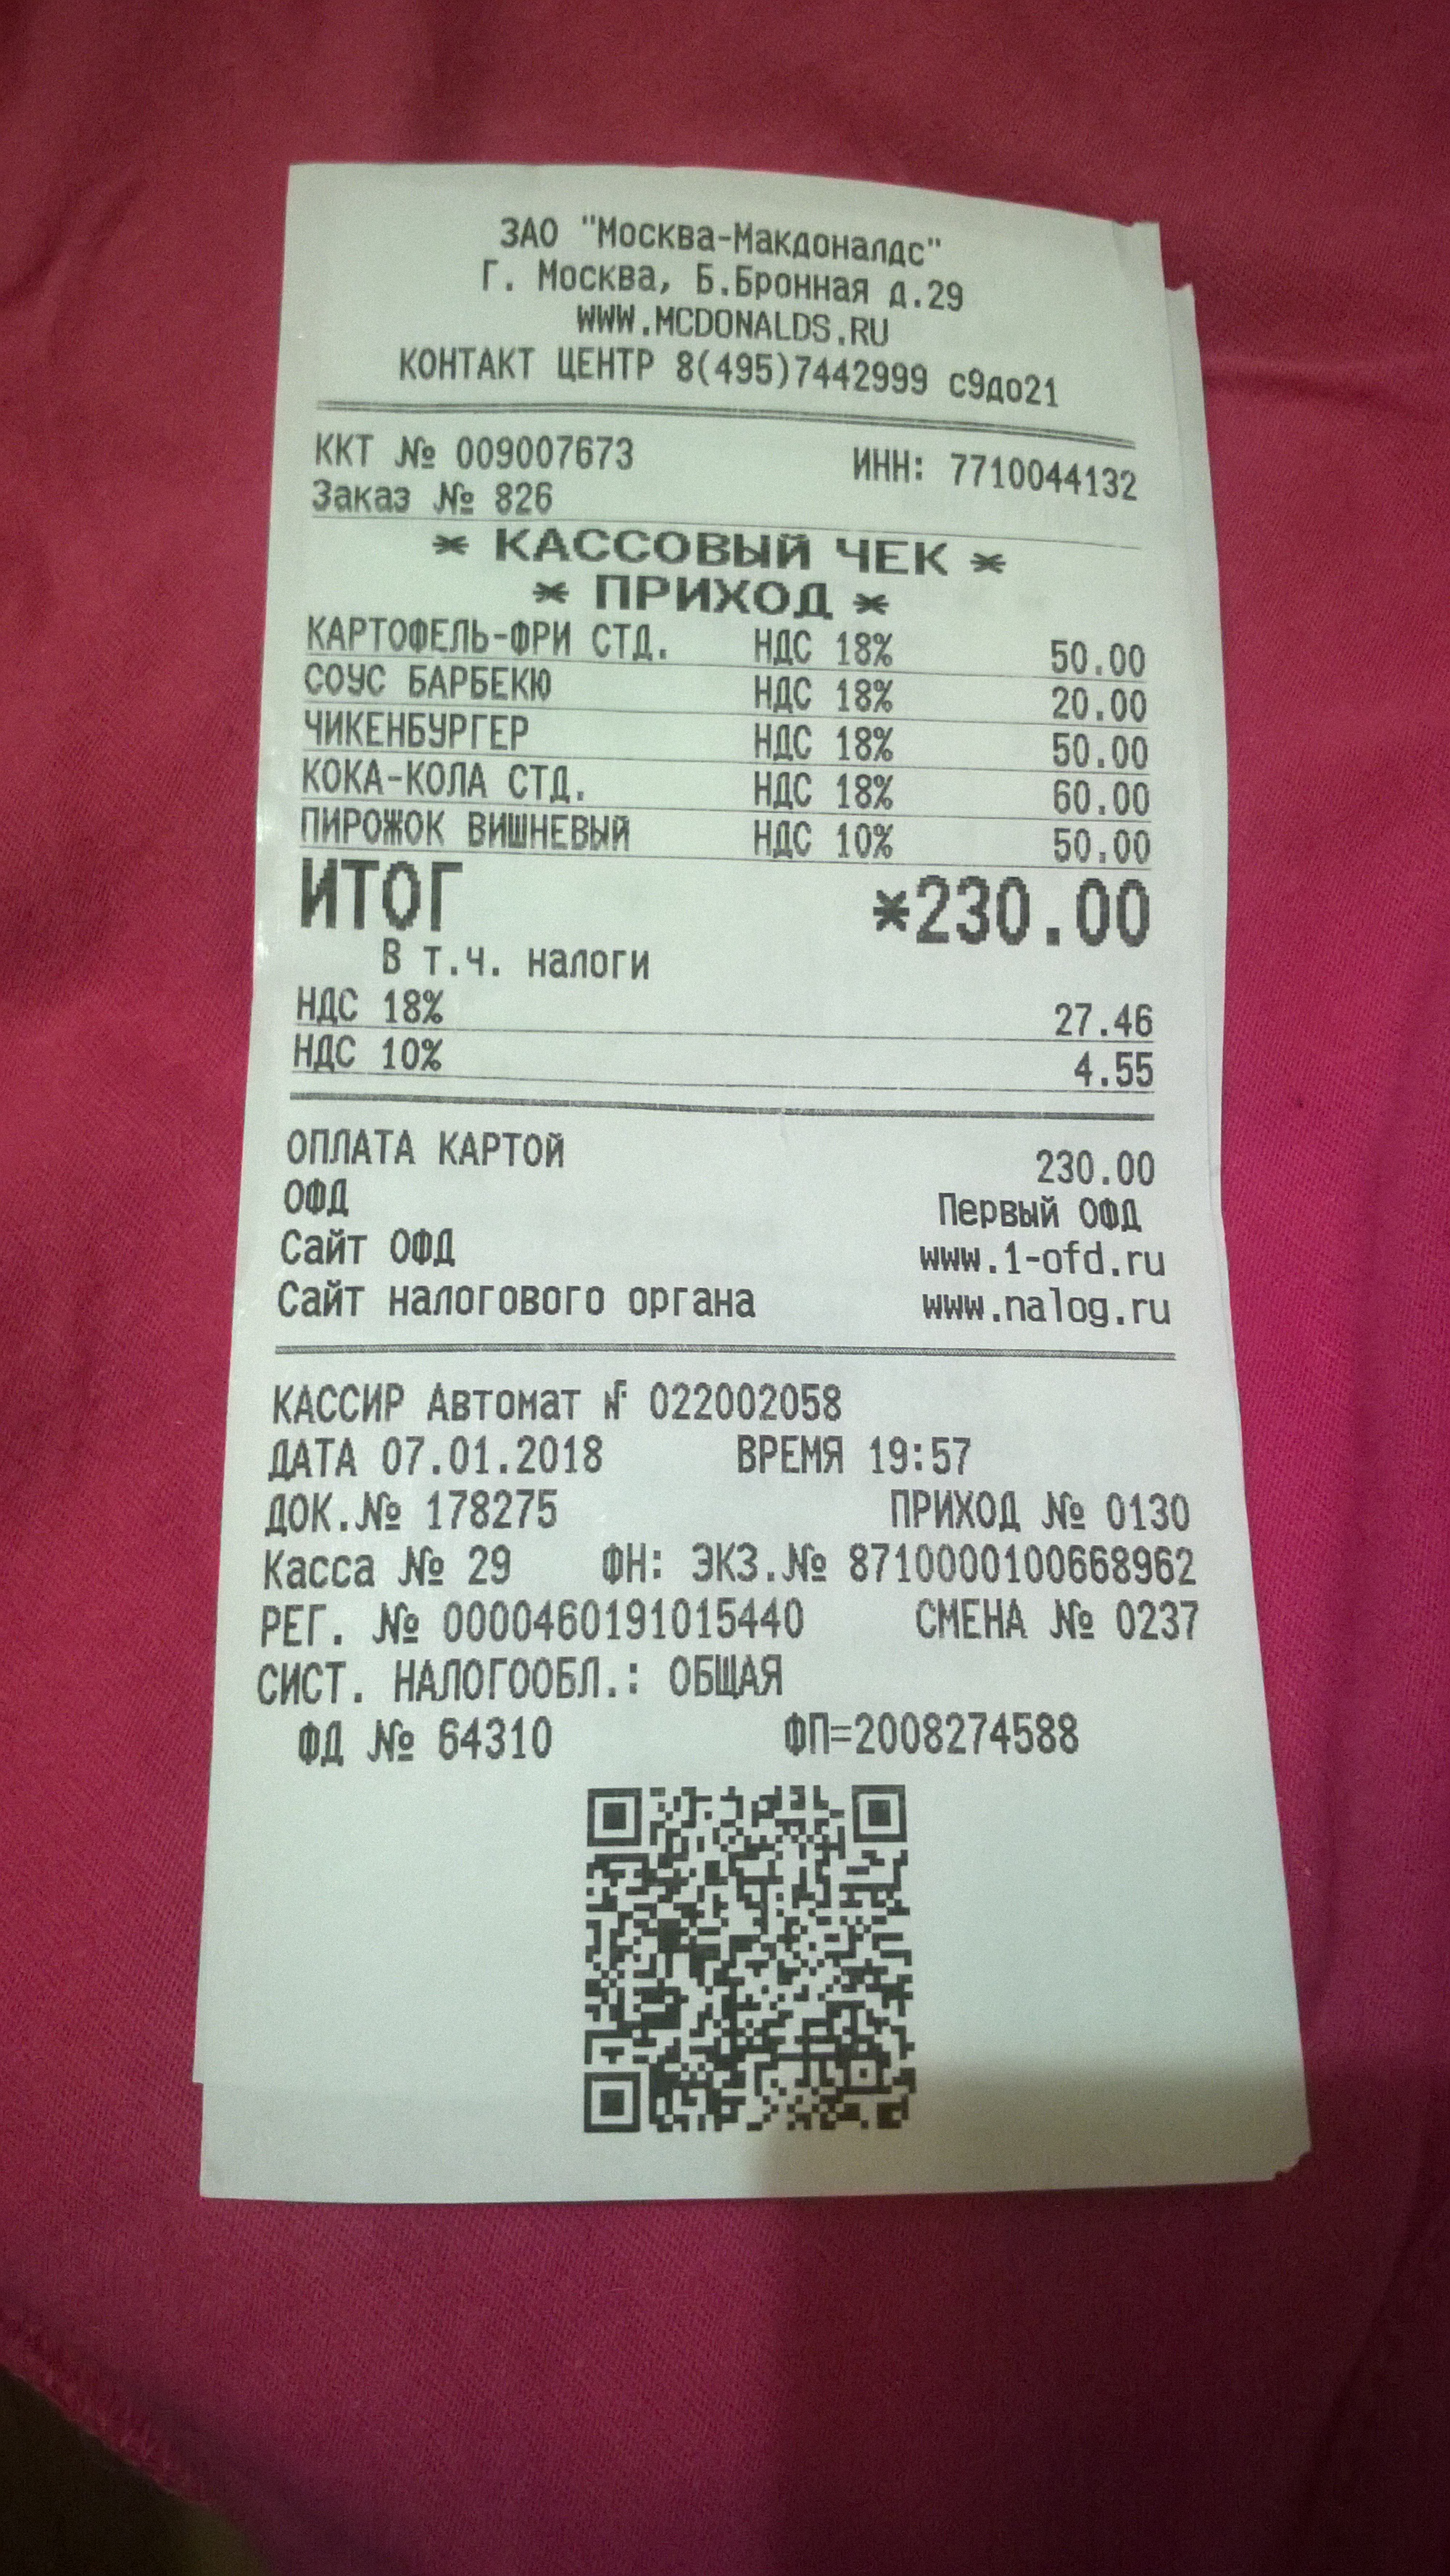 ЗАО "Москва-Макдоналдс"
Г. Москва, Б.Бронная д.29
WWW.MCDONALDS.RU
КОНТАКТ ЦЕНТР 8(495)7442999 с9до21
ККТ № 009007673 ИНН: 7710044132
Заказ № 826
* КАССОВЫЙ ЧЕК *
* ПРИХОД *
КАРТОФЕЛЬ-ФРИ СТД. НДС 18% 50.00
СОУС БАРБЕКЮ НДС 18% 20.00
ЧИКЕНБУРГЕР НДС 18% 50.00
КОКА-КОЛА СТД. НДС 18% 60.00
ПИРОЖОК ВИШНЕВЫЙ НДС 10% 50.00
ИТОГ *230.00
В т.ч. налоги
НДС 18% 27.46
НДС 10% 4.55
ОПЛАТА КАРТОЙ 230.00
ОФД Первый ОФД
Сайт ОФД www.1-ofd.ru
Сайт налогового органа www.nalog.ru
КАССИР Автомат № 022002058
ДАТА 07.01.2018 ВРЕМЯ 19:57
ДОК.№ 178275 ПРИХОД № 0130
Касса № 29 ФН: ЭКЗ.№ 8710000100668962
РЕГ. № 0000460191015440 СМЕНА № 0237
СИСТ. НАЛОГООБЛ.: ОБЩАЯ
ФД № 64310 ФП=2008274588